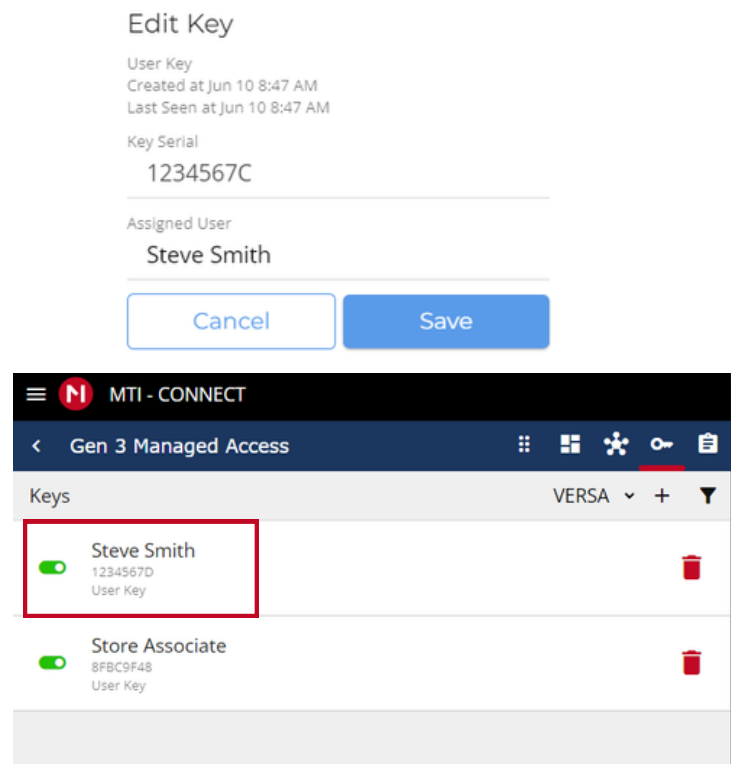 Edit Key
User Key
Created at Jun 10 8:47 AM
Last Seen at Jun 10 8:47 AM
Key Serial
1234567C
Assigned User
Steve Smith
Cancel Save
MTI - CONNECT
Gen 3 Managed Access
Keys VERSA
Steve Smith
1234567D
User Key
Store Associate
8FBC9F48
User Key